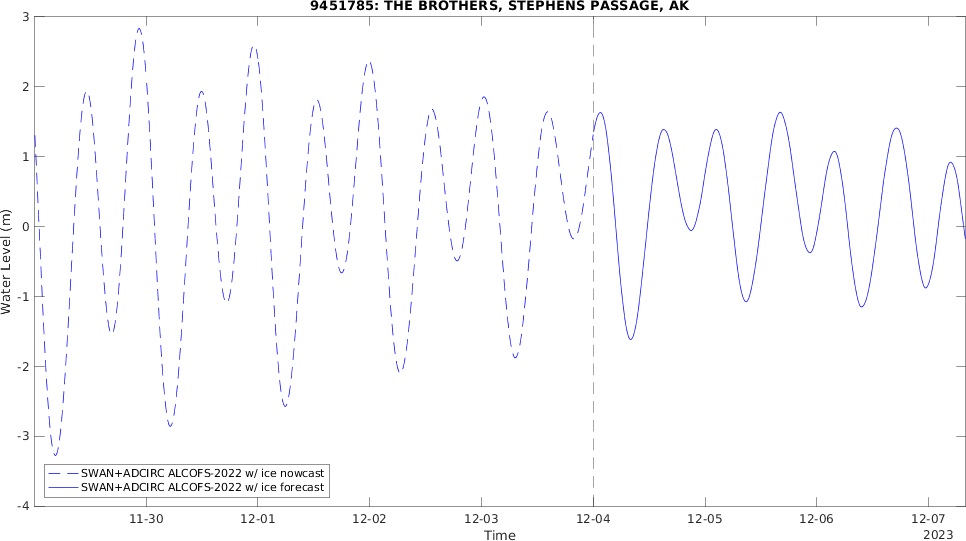 9451785: THE BROTHERS, STEPHENS PASSAGE, AK
3
2
1
0
-1
-2
-3
-4
Water Level (m)
SWAN+ADCIRC ALCOFS-2022 w/ ice nowcast
SWAN+ADCIRC ALCOFS-2022 w/ ice forecast
11-30 12-01 12-02 12-03 12-04 12-05 12-06 12-07
Time 2023